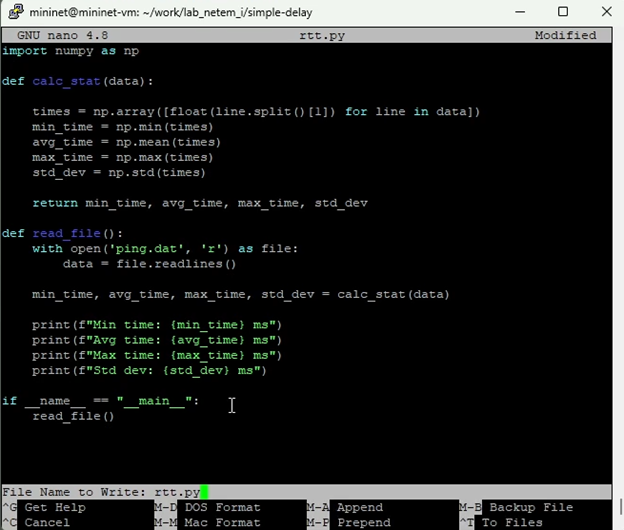 mininet@mininet-vm: ~/work/lab_netem_i/simple-delay
GNU nano 4.8 rtt.py Modified
import numpy as np
def calc_stat(data):
times = np.array([float(line.split()[1]) for line in data])
min_time = np.min(times)
avg_time = np.mean(times)
max_time = np.max(times)
std_dev = np.std(times)
return min_time, avg_time, max_time, std_dev
def read_file():
with open('ping.dat', 'r') as file:
data = file.readlines()
min_time, avg_time, max_time, std_dev = calc_stat(data)
print(f"Min time: {min_time} ms")
print(f"Avg time: {avg_time} ms")
print(f"Max time: {max_time} ms")
print(f"Std dev: {std_dev} ms")
if __name__ == "__main__":
read_file()
File Name to Write: rtt.py
^G Get Help M-D DOS Format M-A Append M-B Backup File
^C Cancel M-M Mac Format M-P Prepend ^T To Files